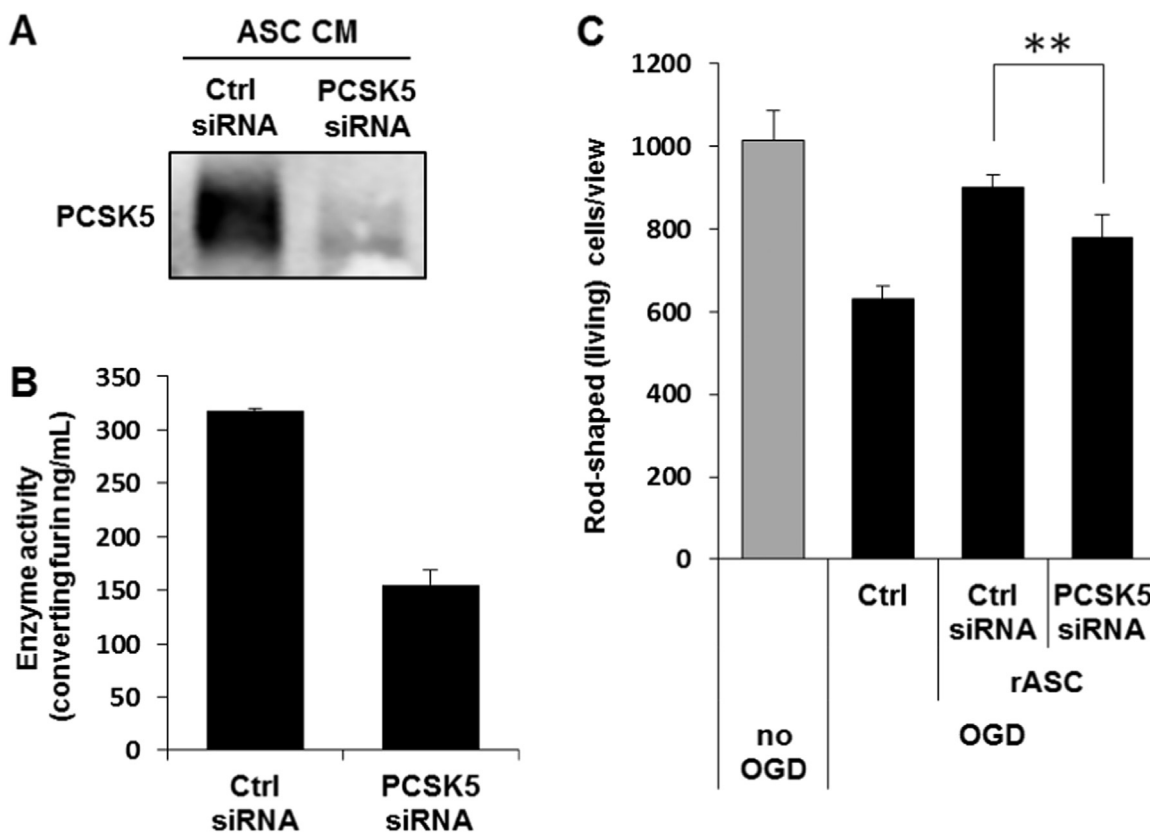 A
ASC CM
Ctrl
siRNA
PCSK5
siRNA
PCSK5
B
Enzyme activity
(convertingfurin ng/mL)
350
300
250
200
150
100
50
0
Ctrl
siRNA
PCSK5
siRNA
C
**
Rod-shaped (living) cells/view
1200
1000
800
600
400
200
0
Ctrl
Ctrl
siRNA
PCSK5
siRNA
rASC
no
OGD
OGD